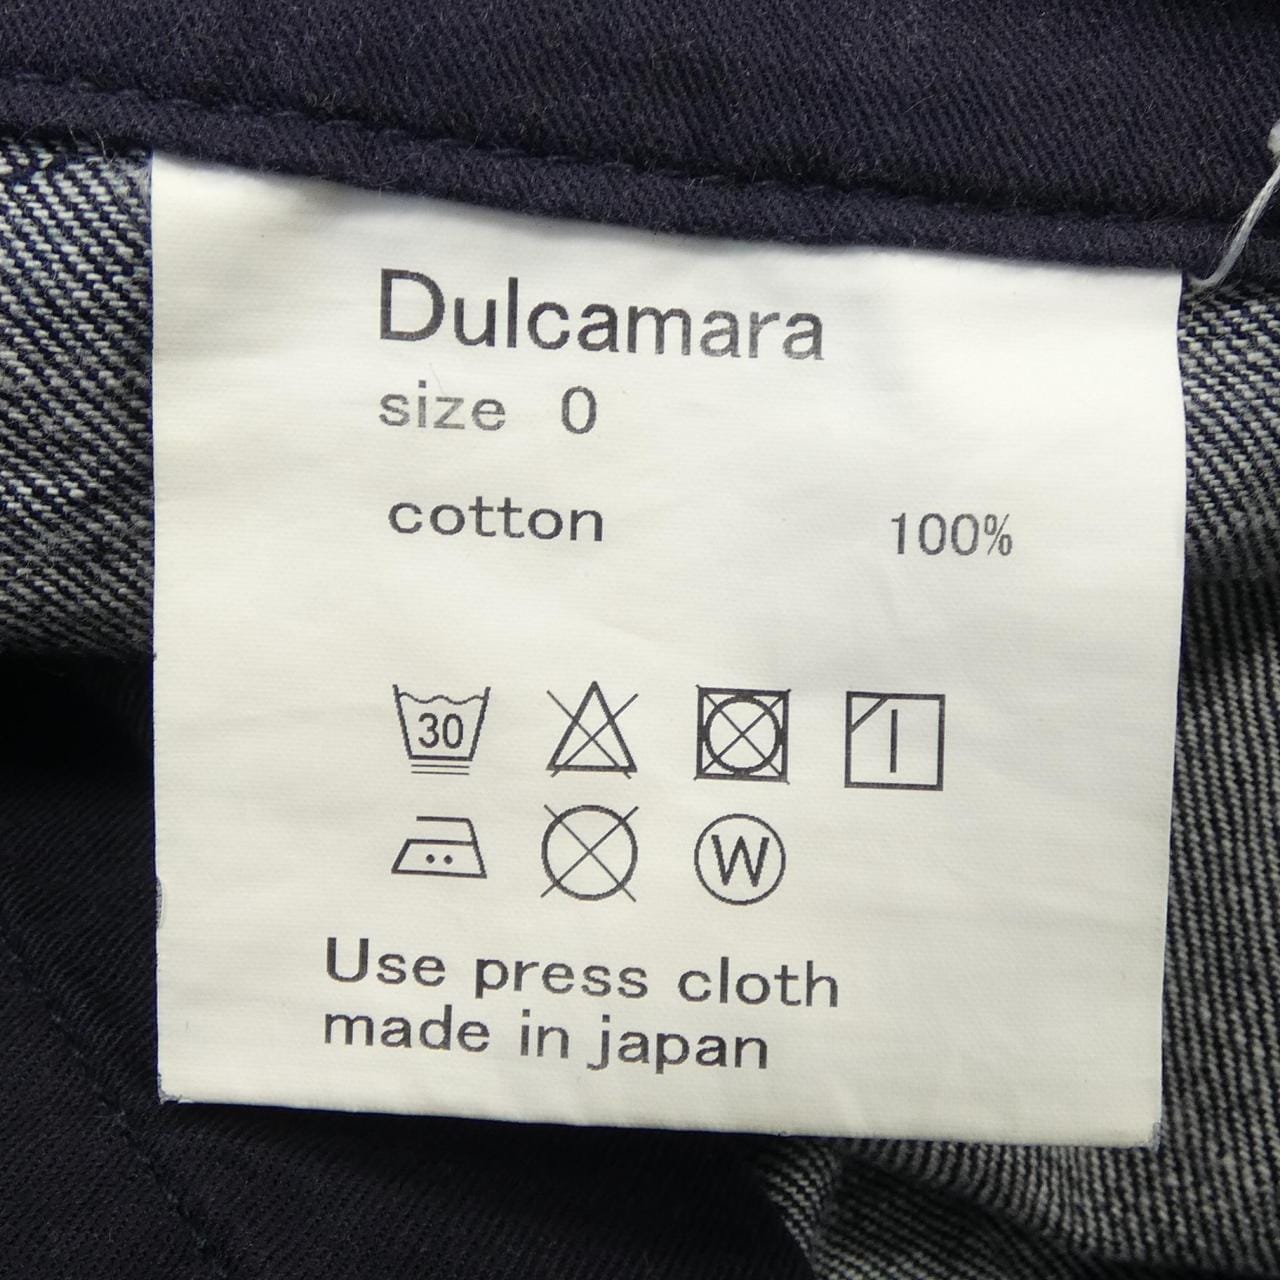 Dulcamara
size 0
cotton 100%
30
W
Use press cloth
made in japan